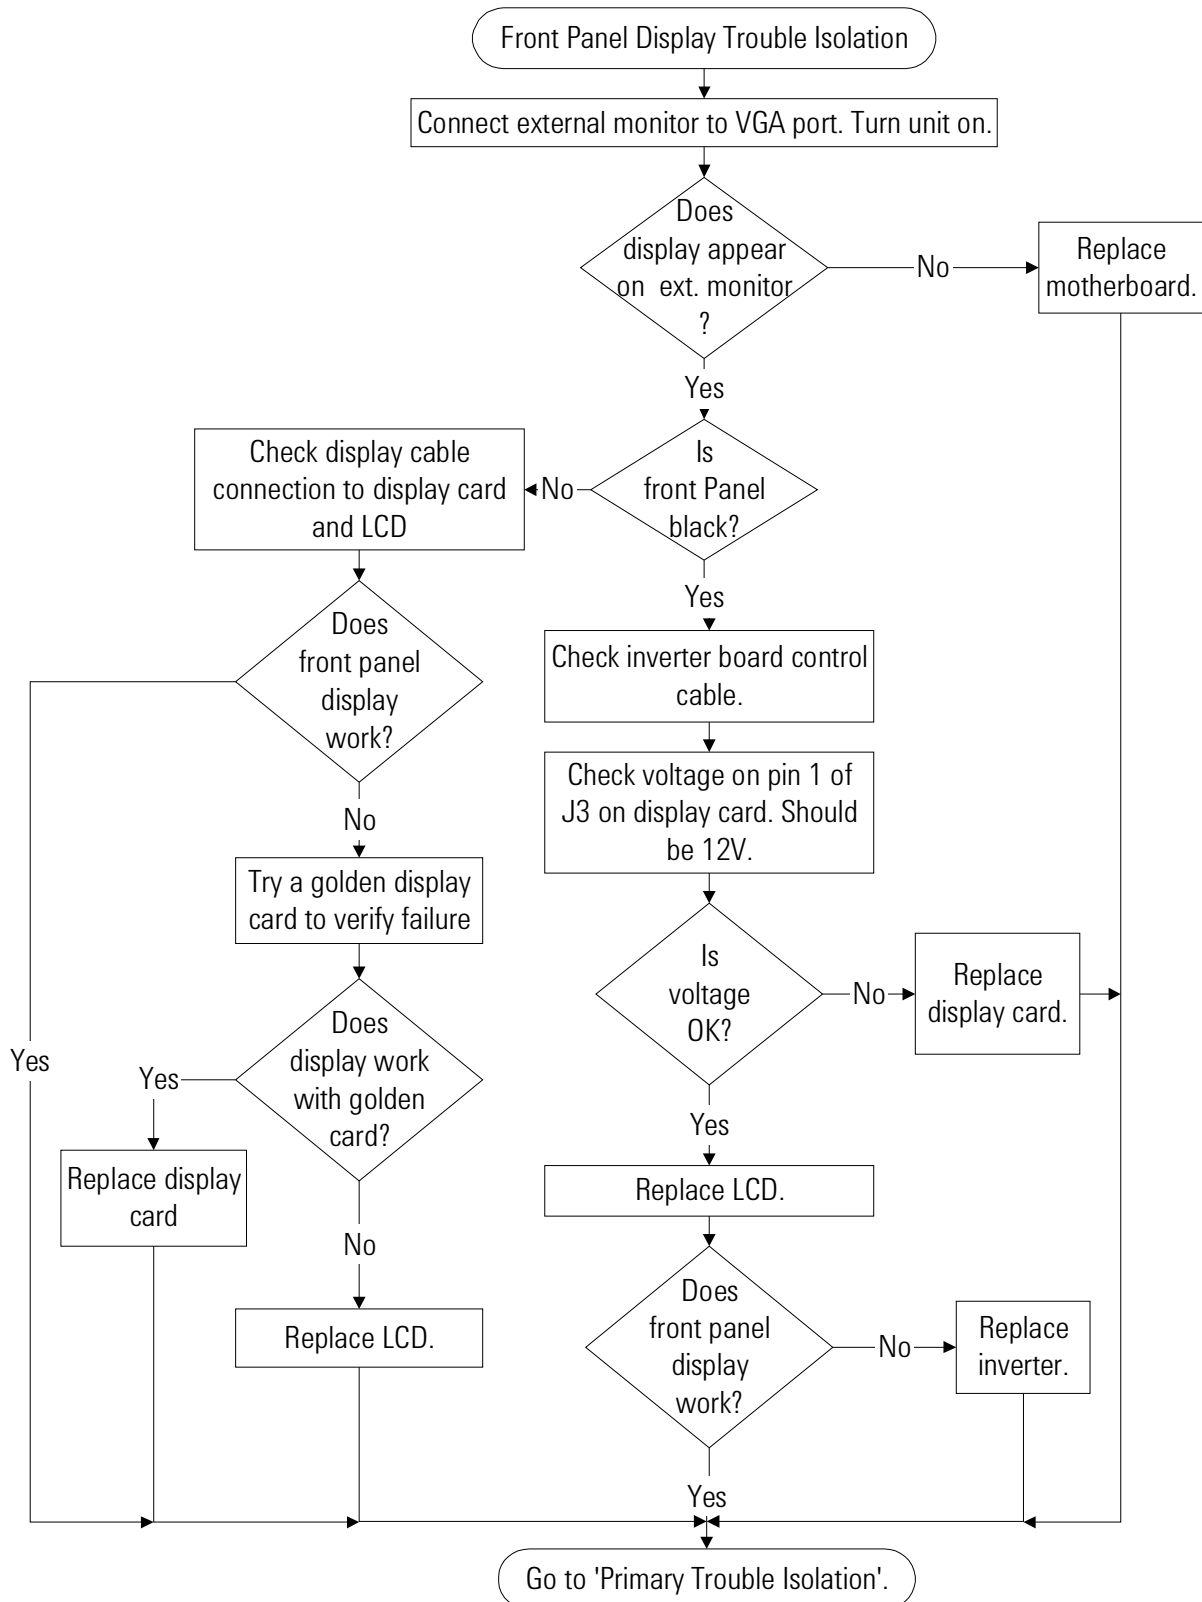 Front Panel Display Trouble Isolation
Connect external monitor to VGA port. Turn unit on.
Does
display appear
on ext. monitor
?
No
Replace
motherboard.
Yes
Is
front Panel
black?
No
Check display cable
connection to display card
and LCD
Yes
Does
front panel
display
work?
Check inverter board control
cable.
Check voltage on pin 1 of
J3 on display card. Should
be 12V.
No
Try a golden display
card to verify failure
Is
voltage
OK?
No
Replace
display card.
Yes
Does
display work
with golden
card?
Yes
Replace display
card
Yes
Replace LCD.
No
Replace LCD.
Does
front panel
display
work?
No
Replace
inverter.
Yes
Go to 'Primary Trouble Isolation'.